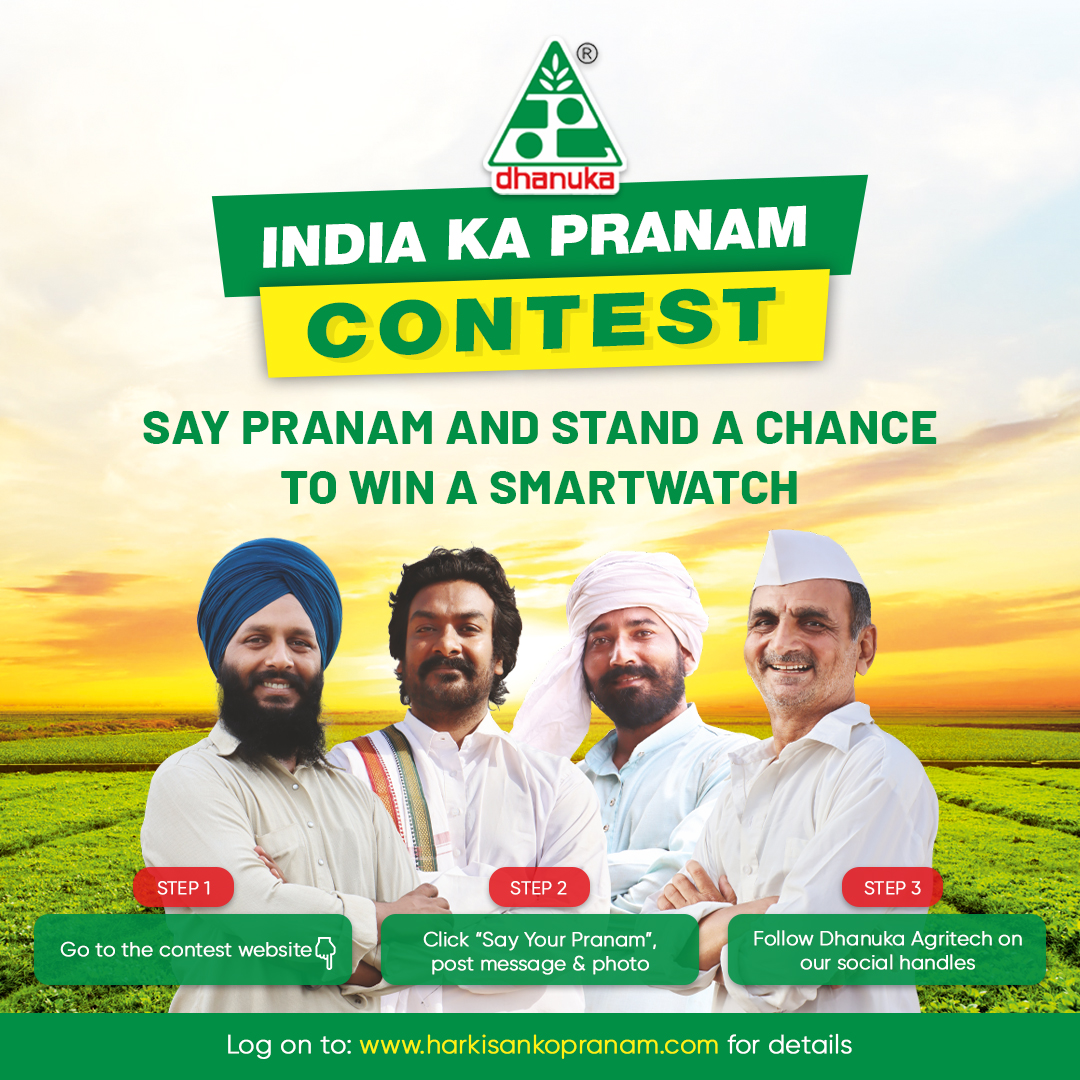 ®
dhanuka
INDIA KA PRANAM
CONTEST
SAY PRANAM AND STAND A CHANCE
TO WIN A SMARTWATCH
STEP 1
Go to the contest website
STEP 2
Click “Say Your Pranam”,
post message & photo
STEP 3
Follow Dhanuka Agritech on
our social handles
Log on to: www.harkisankopranam.com for details